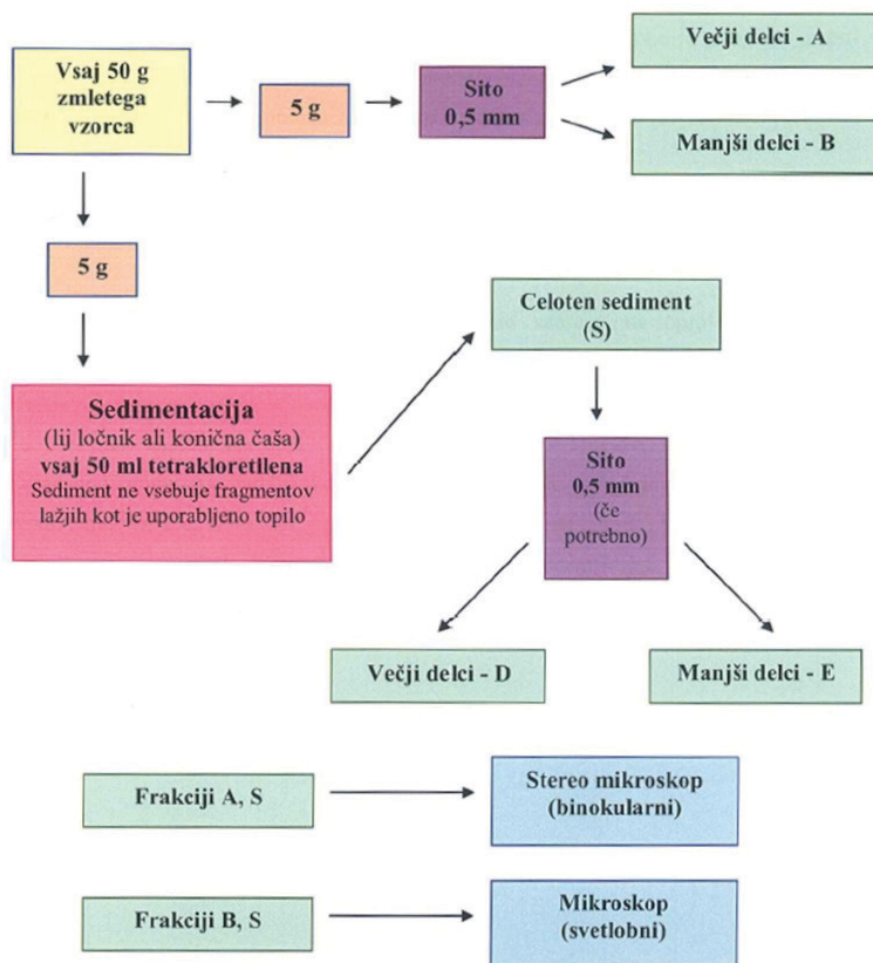 Vsaj 50 g
zmletega
vzorca
5 g
Sito
0,5 mm
Večji delci - A
Manjši delci - B
5 g
Sedimentacija
(lij ločnik ali konična čaša)
vsaj 50 ml tetrakloretilena
Sediment ne vsebuje fragmentov
lažjih kot je uporabljeno topilo
Celoten sediment
(S)
Sito
0,5 mm
(če
potrebno)
Večji delci - D
Manjši delci - E
Frakciji A, S
Stereo mikroskop
(binokularni)
Frakciji B, S
Mikroskop
(svetlobni)